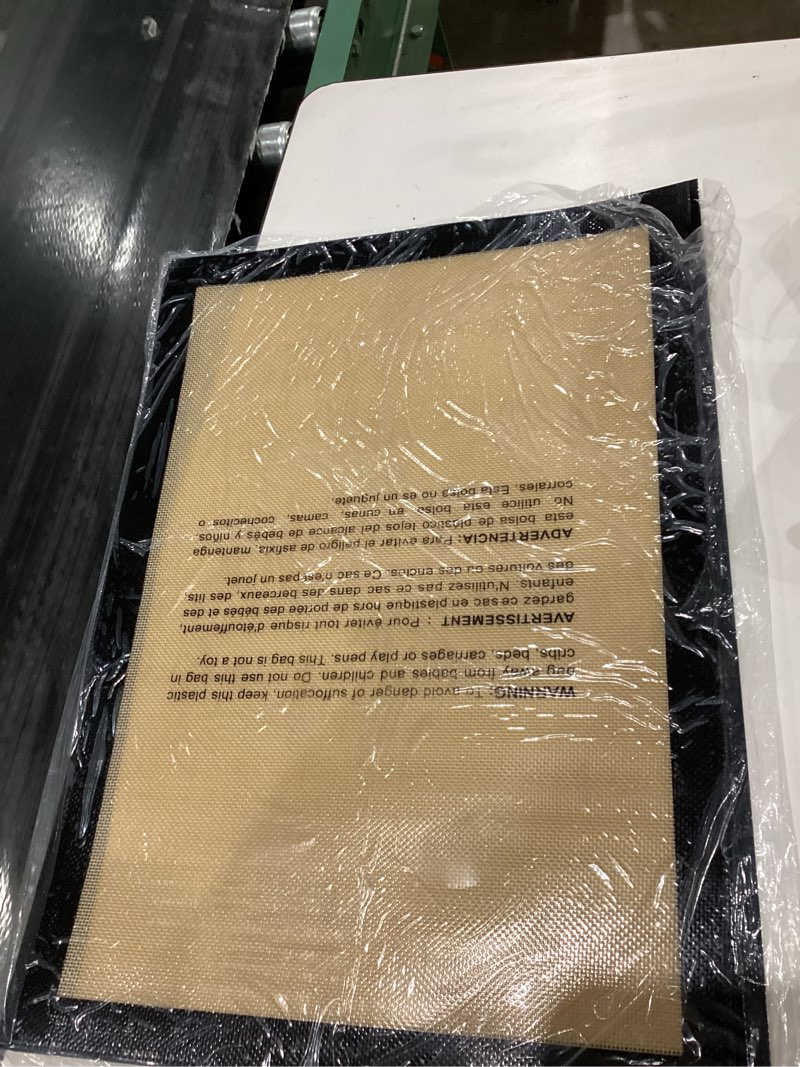 WARNING: To avoid danger of suffocation, keep this plastic
bag away from babies and children. Do not use this bag in
cribs, beds, carriages or play pens. This bag is not a toy.
AVERTISSEMENT : Pour éviter tout risque d'étouffement,
gardez ce sac en plastique hors de portée des bébés et des
enfants. N'utilisez pas ce sac dans des berceaux, des lits,
des voitures ou des enclos. Ce sac n'est pas un jouet.
ADVERTENCIA: Para evitar el peligro de asfixia, mantenga
esta bolsa de plástico lejos del alcance de bebés y niños.
No utilice esta bolsa en cunas, camas, cochecitos o
corrales. Esta bolsa no es un juguete.